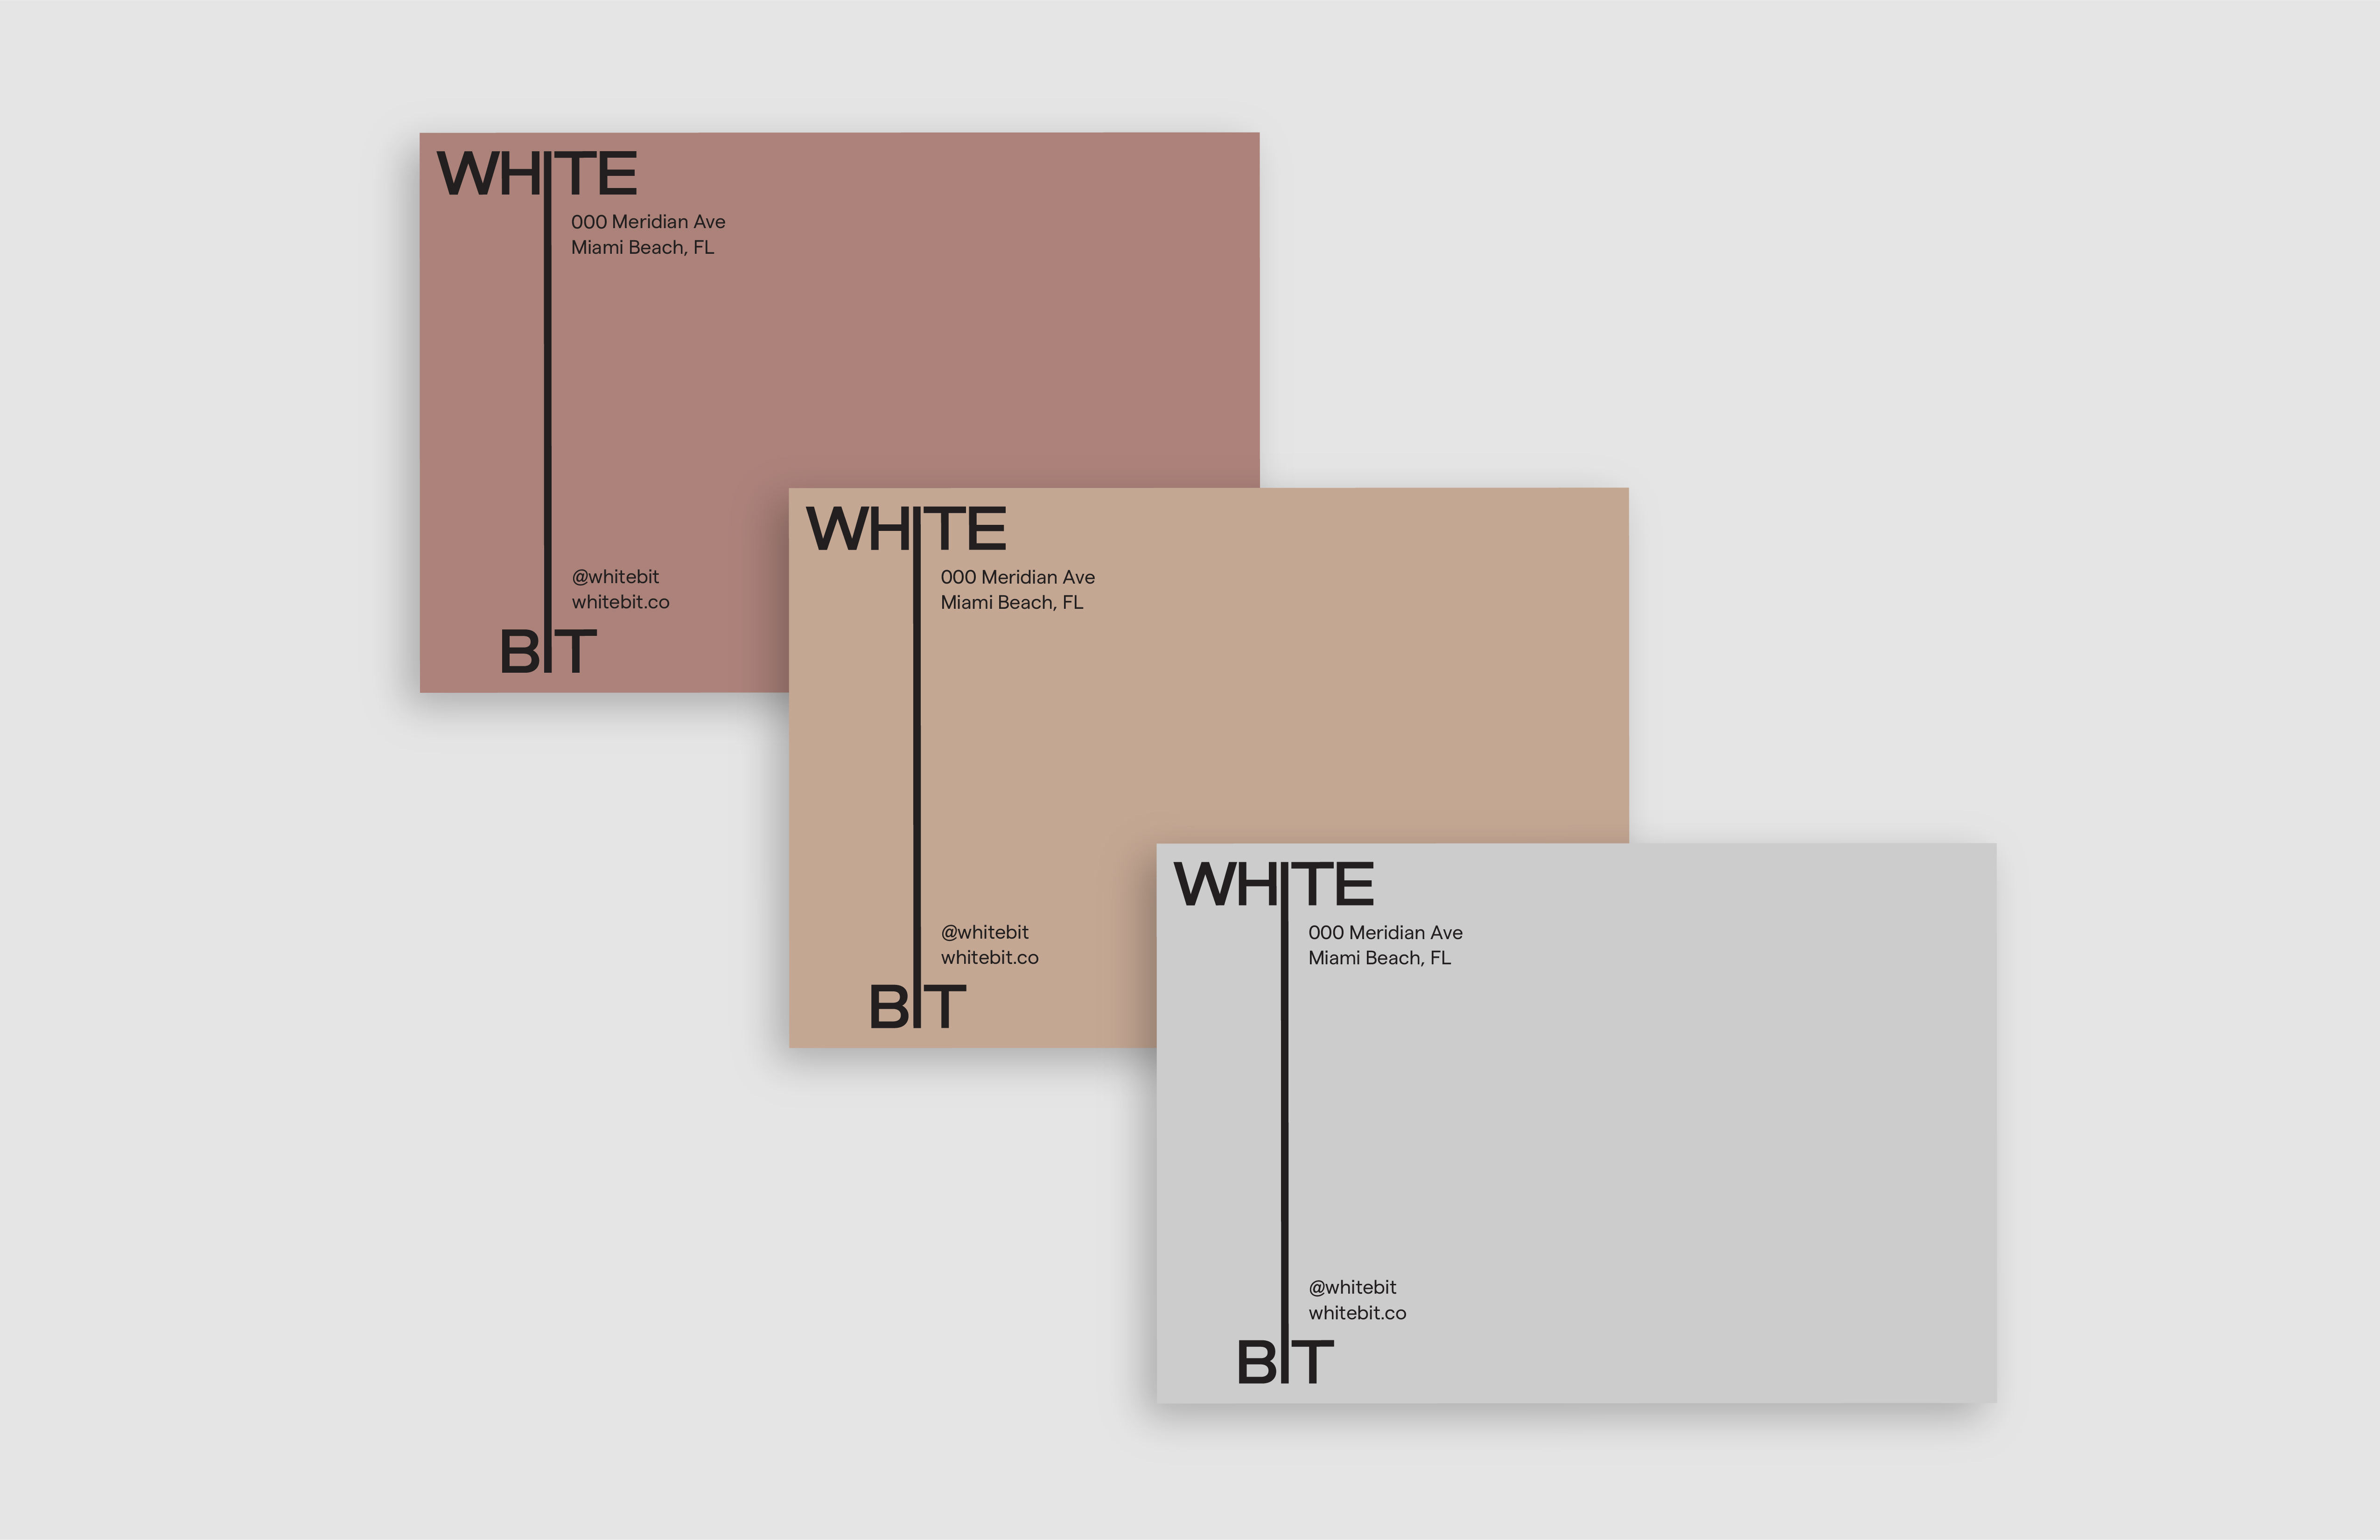 WHITE
000 Meridian Ave
Miami Beach, FL
@whitebit
whitebit.co
BIT
WHITE
000 Meridian Ave
Miami Beach, FL
@whitebit
whitebit.co
BIT
WHITE
000 Meridian Ave
Miami Beach, FL
@whitebit
whitebit.co
BIT